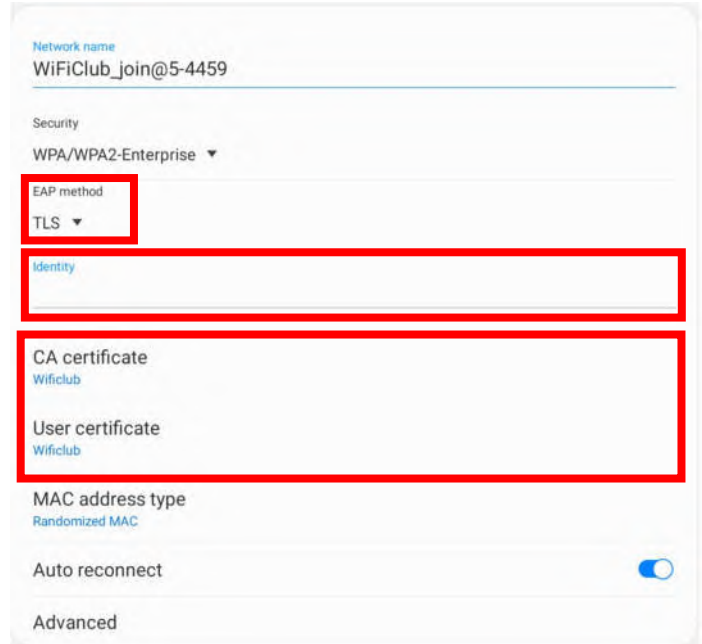 Network name
WiFiClub_join@5-4459
Security
WPA/WPA2-Enterprise
EAP method
TLS
Identity
CA certificate
Wificlub
User certificate
Wificlub
MAC address type
Randomized MAC
Auto reconnect
Advanced